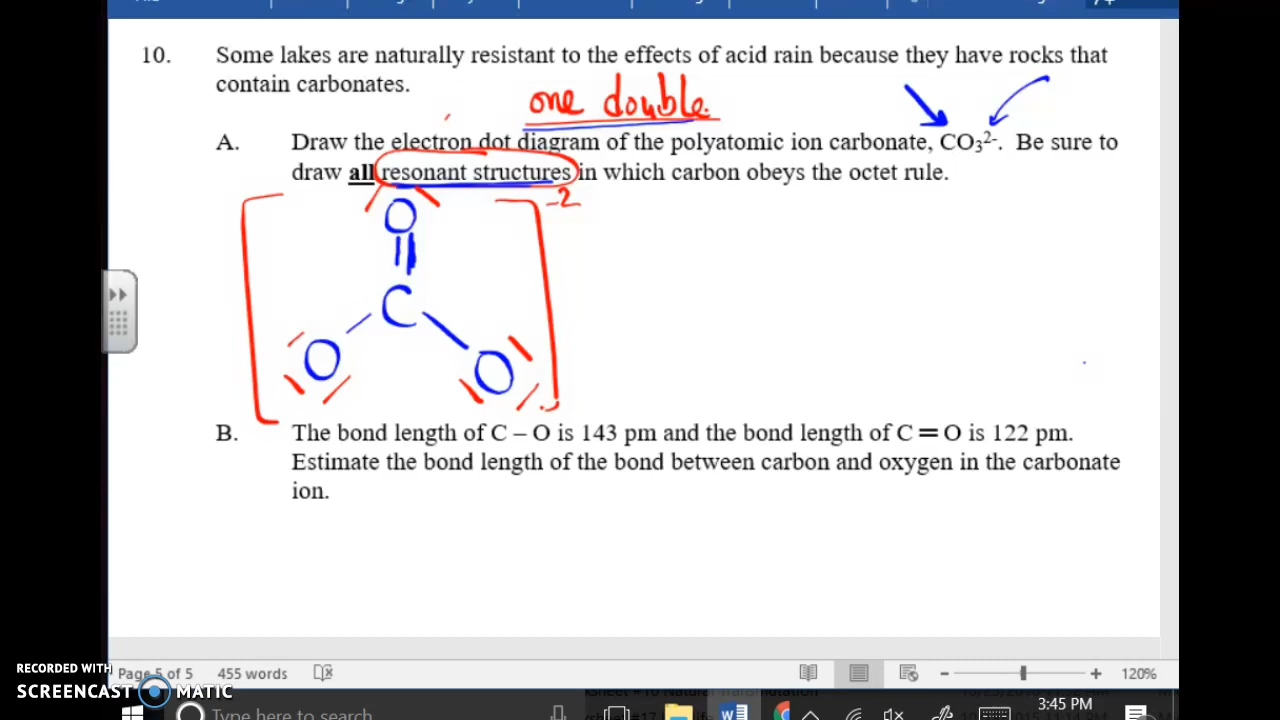 10. Some lakes are naturally resistant to the effects of acid rain because they have rocks that
contain carbonates.
one double.
A. Draw the electron dot diagram of the polyatomic ion carbonate, CO₃²⁻. Be sure to
draw all resonant structures in which carbon obeys the octet rule.
-2
O
C
O O
B. The bond length of C – O is 143 pm and the bond length of C = O is 122 pm.
Estimate the bond length of the bond between carbon and oxygen in the carbonate
ion.
RECORDED WITH
SCREENCAST MATIC
Page 5 of 5 455 words
120%
Type here to search
3:45 PM